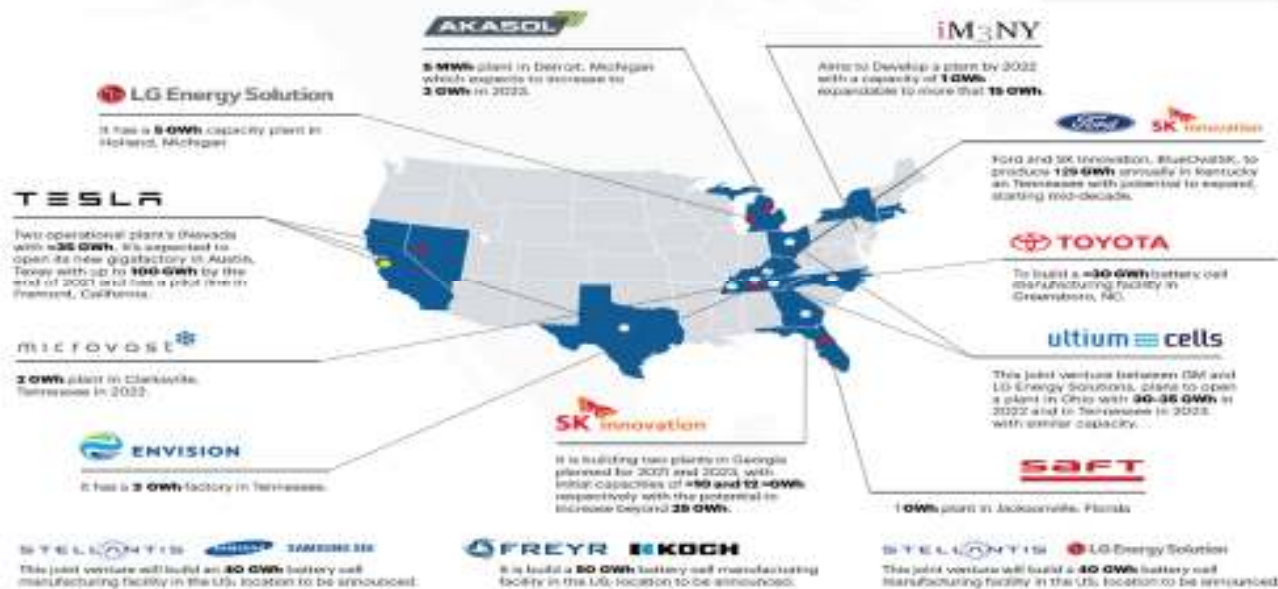 AKASOL
5 MWh plant in Detroit, Michigan
which expects to increase to
2 GWh in 2023.
iM3NY
Aims to Develop a plant by 2022
with a capacity of 1 GWh
expandable to more that 15 GWh.
LG Energy Solution
It has a 5 GWh capacity plant in
Holland, Michigan
Ford
SK innovation
Ford and SK Innovation, BlueOvalSK, to
produce 129 GWh annually in Kentucky
an Tennessee with potential to expand,
starting mid-decade.
TESLA
Two operational plant's (Nevada
with ≈35 GWh. It's expected to
open its new gigafactory in Austin,
Texas with up to 100 GWh by the
end of 2021 and has a pilot line in
Fremont, California.
TOYOTA
To build a battery cell
manufacturing facility in
Greensboro, NC.
microvast
2 GWh plant in Clarksville,
Tennessee in 2022.
ultium cells
This joint venture between GM and
LG Energy Solutions, plans to open
a plant in Ohio with 30-35 GWh in
2022 and in Tennessee in 2023
with similar capacity.
ENVISION
It has a 3 GWh factory in Tennessee.
SK innovation
It is building two plants in Georgia
planned for 2021 and 2023, with
initial capacities of ≈10 and 12 ≈GWh
respectively with the potential to
increase beyond 25 GWh.
saft
1 GWh plant in Jacksonville, Florida
STELLANTIS SAMSUNG SAMSUNG SDI
This joint venture will build an 40 GWh battery cell
manufacturing facility in the US, location to be announced.
FREYR KOCH
It is build a 50 GWh battery cell manufacturing
facility in the US, location to be announced.
STELLANTIS LG Energy Solution
This joint venture will build a 40 GWh battery cell
manufacturing facility in the US, location to be announced